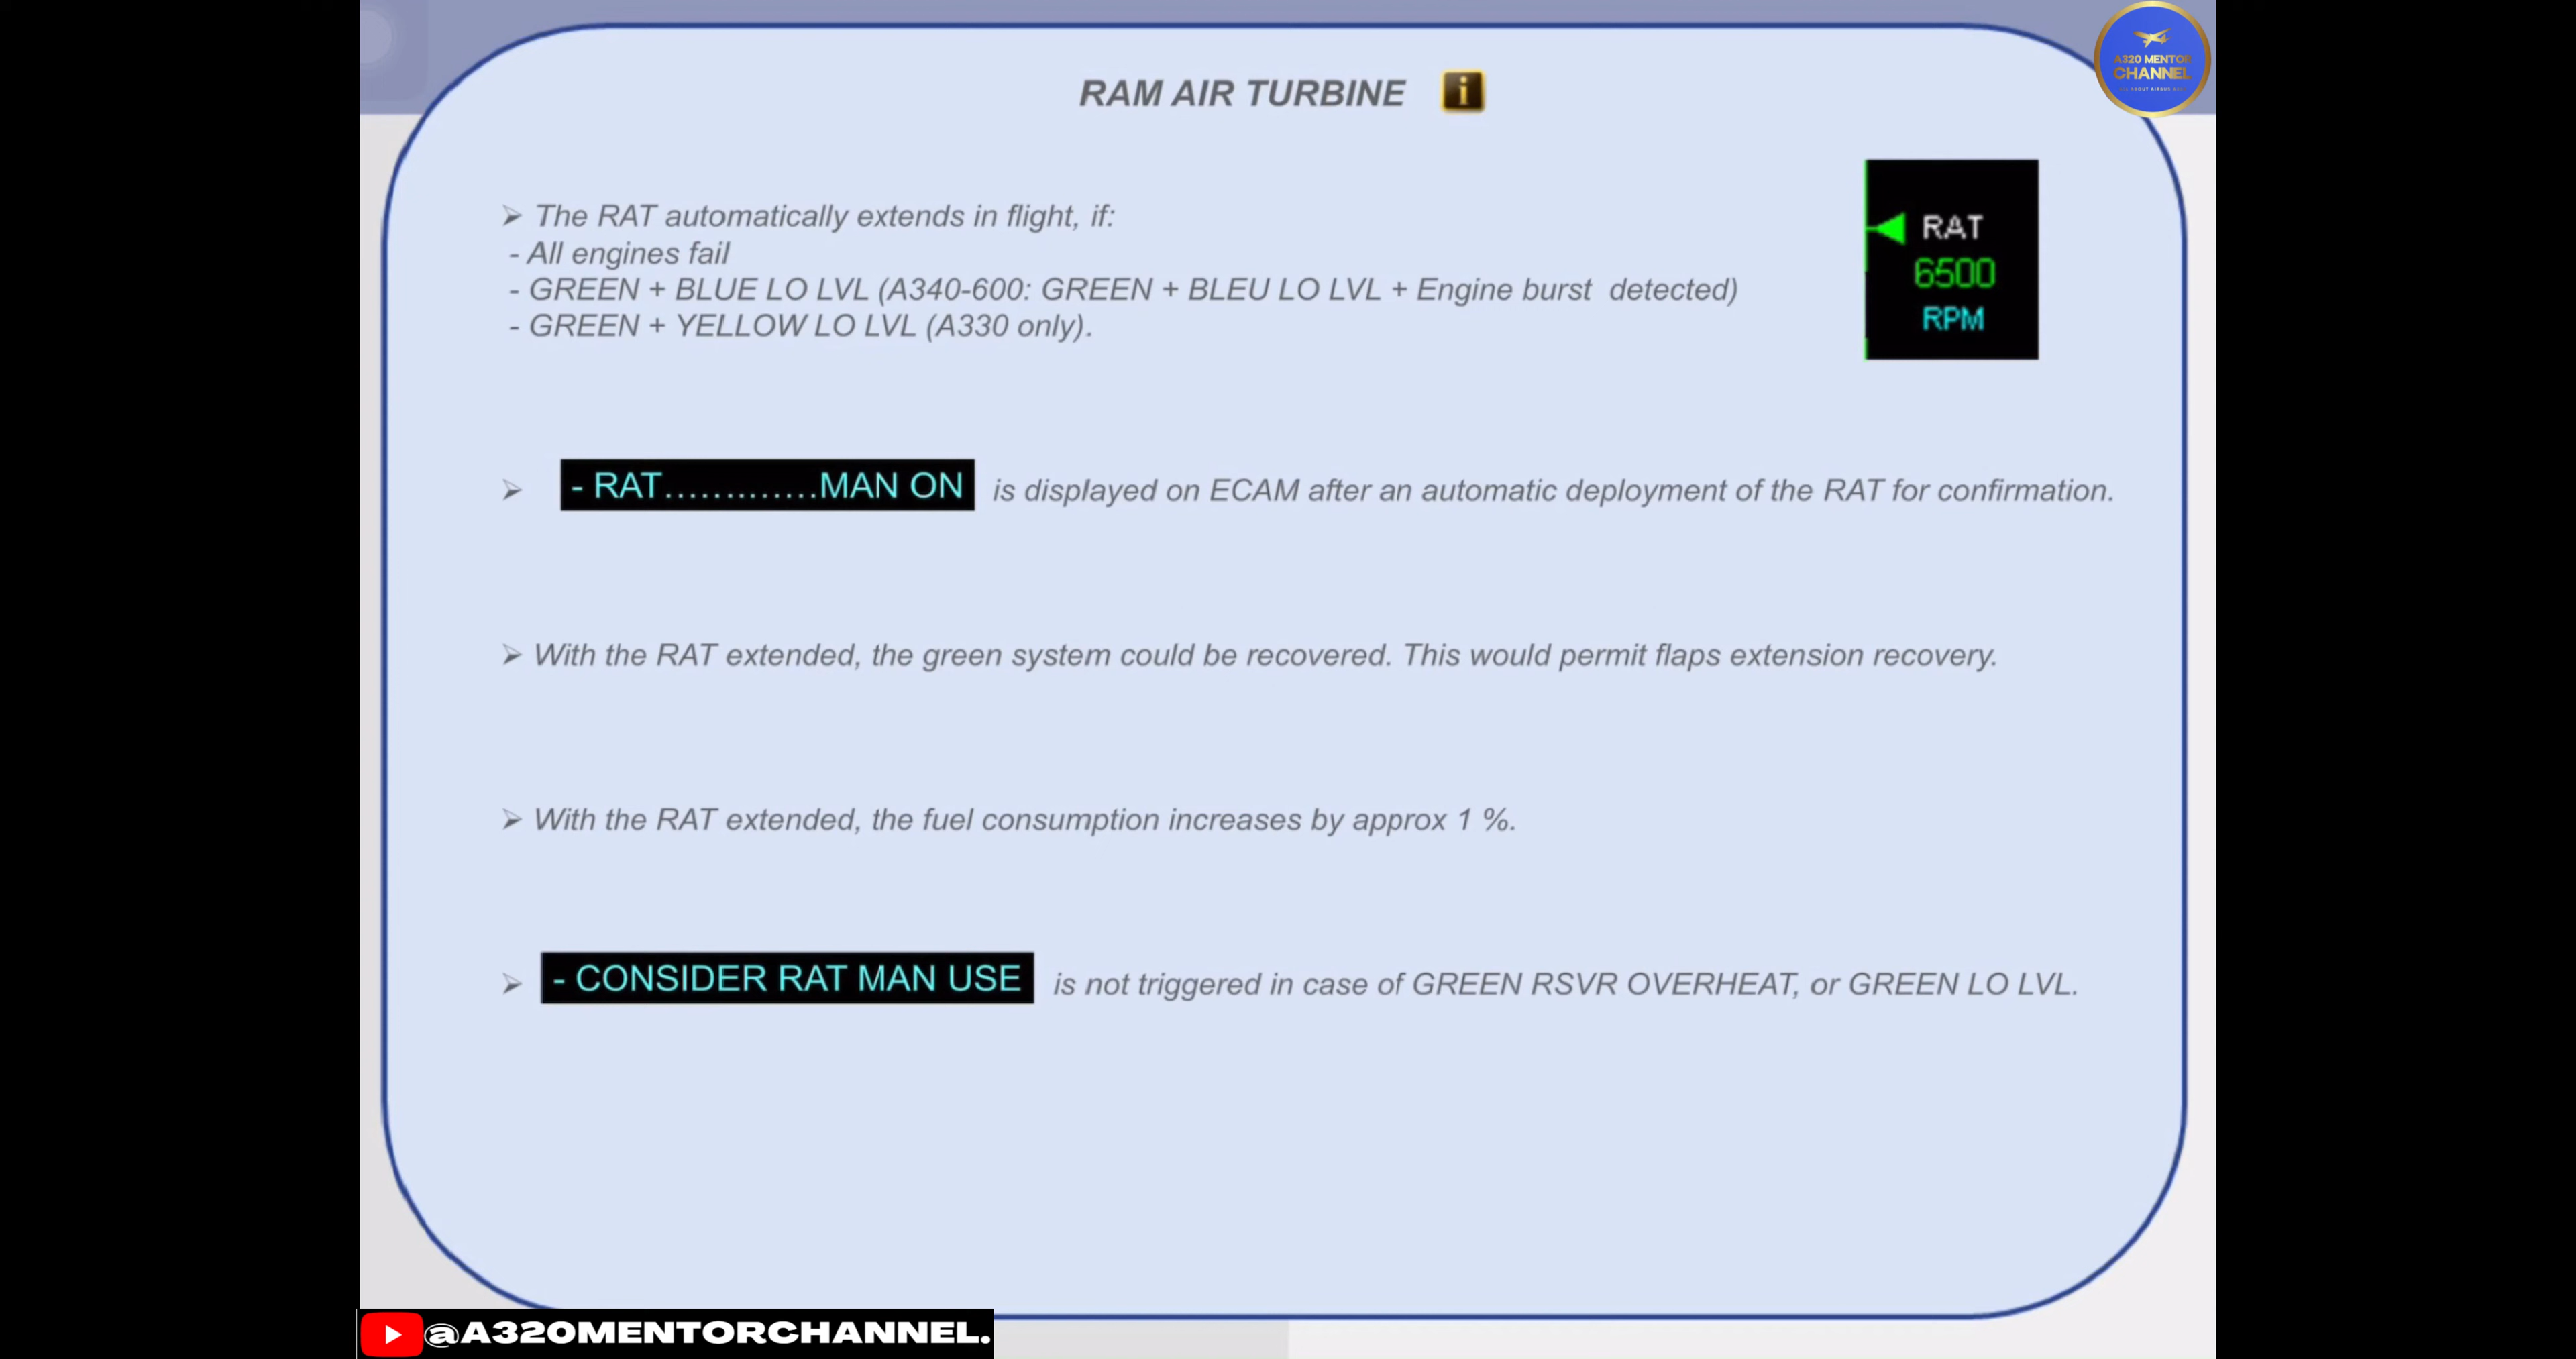 RAM AIR TURBINE i
A320 MENTOR
CHANNEL
➢ The RAT automatically extends in flight, if:
- All engines fail
- GREEN + BLUE LO LVL (A340-600: GREEN + BLEU LO LVL + Engine burst detected)
- GREEN + YELLOW LO LVL (A330 only).
RAT
6500
RPM
➢ - RAT.............MAN ON is displayed on ECAM after an automatic deployment of the RAT for confirmation.
➢ With the RAT extended, the green system could be recovered. This would permit flaps extension recovery.
➢ With the RAT extended, the fuel consumption increases by approx 1 %.
➢ - CONSIDER RAT MAN USE is not triggered in case of GREEN RSVR OVERHEAT, or GREEN LO LVL.
@A320MENTORCHANNEL.